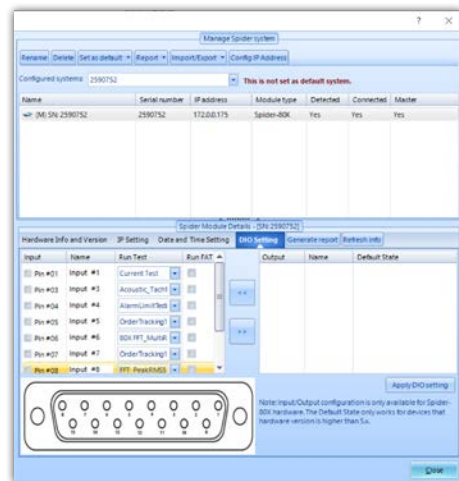 ? ×
Manage Spider system
Rename Delete Set as default Report Import/Export Config IP Address
Configured systems: 2590752 This is not set as default system.
Name Serial number IP address Module type Detected Connected Master
(M) SN: 2590752 2590752 172.0.0.175 Spider-80X Yes Yes Yes
Spider Module Details - [SN:2590752]
Hardware Info and Version IP Setting Date and Time Setting DIO Setting Generate report Refresh Info
Input Name Run Test Run FAT Output Name Default State
Pin #01 Input #1 Current Test
Pin #03 Input #3 Acoustic_Tach1
<<
Pin #04 Input #4 AlarmLimitTest
Pin #05 Input #5 OrderTracking1
Pin #06 Input #6 80X FFT_MultiR
>>
Pin #07 Input #7 OrderTracking1
Pin #08 Input #8 FFT_PeakRMSS
Apply DIO setting
Note: Input/Output configuration is only available for Spider-
80X hardware. The Default State only works for devices that
hardware version is higher than 5.x.
Close